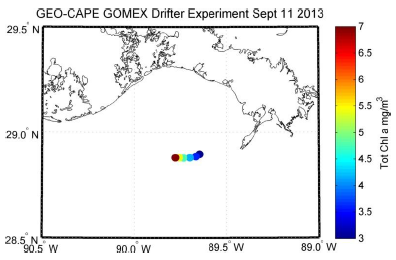 GEO-CAPE GOMEX Drifter Experiment Sept 11 2013
29.5° N
29.0° N
28.5° N
90.5° W
90.0° W
89.5° W
89.0° W
7
6.5
6
5.5
5
4.5
4
3.5
3
Tot Chl a mg/m³